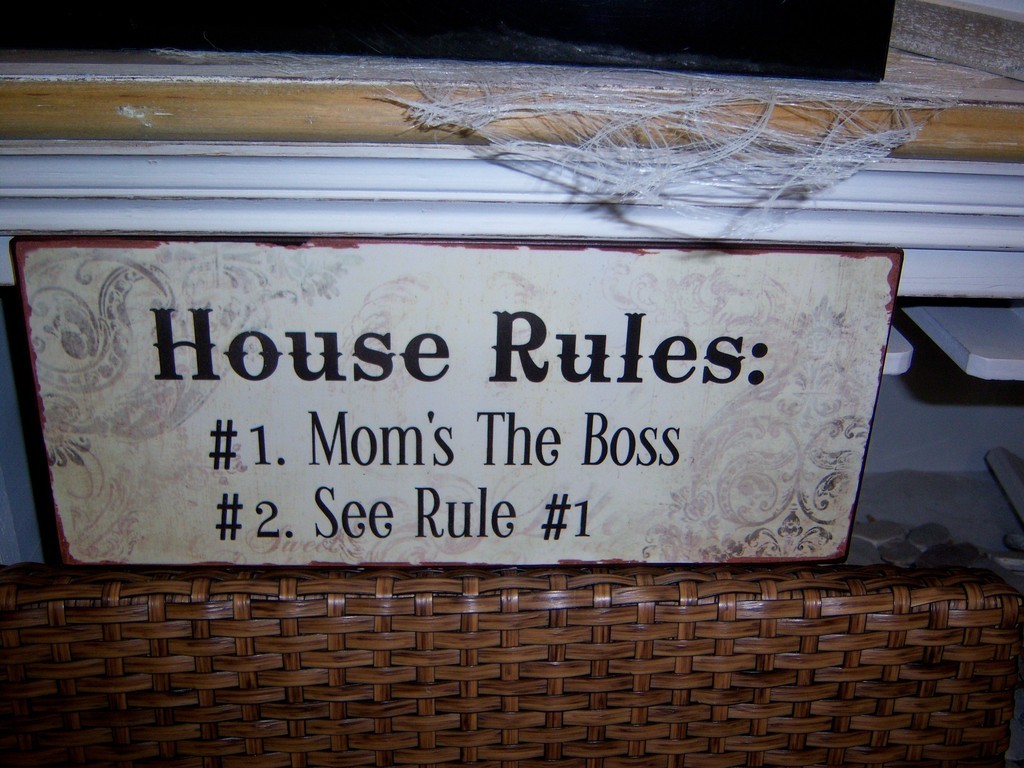 House Rules:
#1. Mom's The Boss
#2. See Rule #1